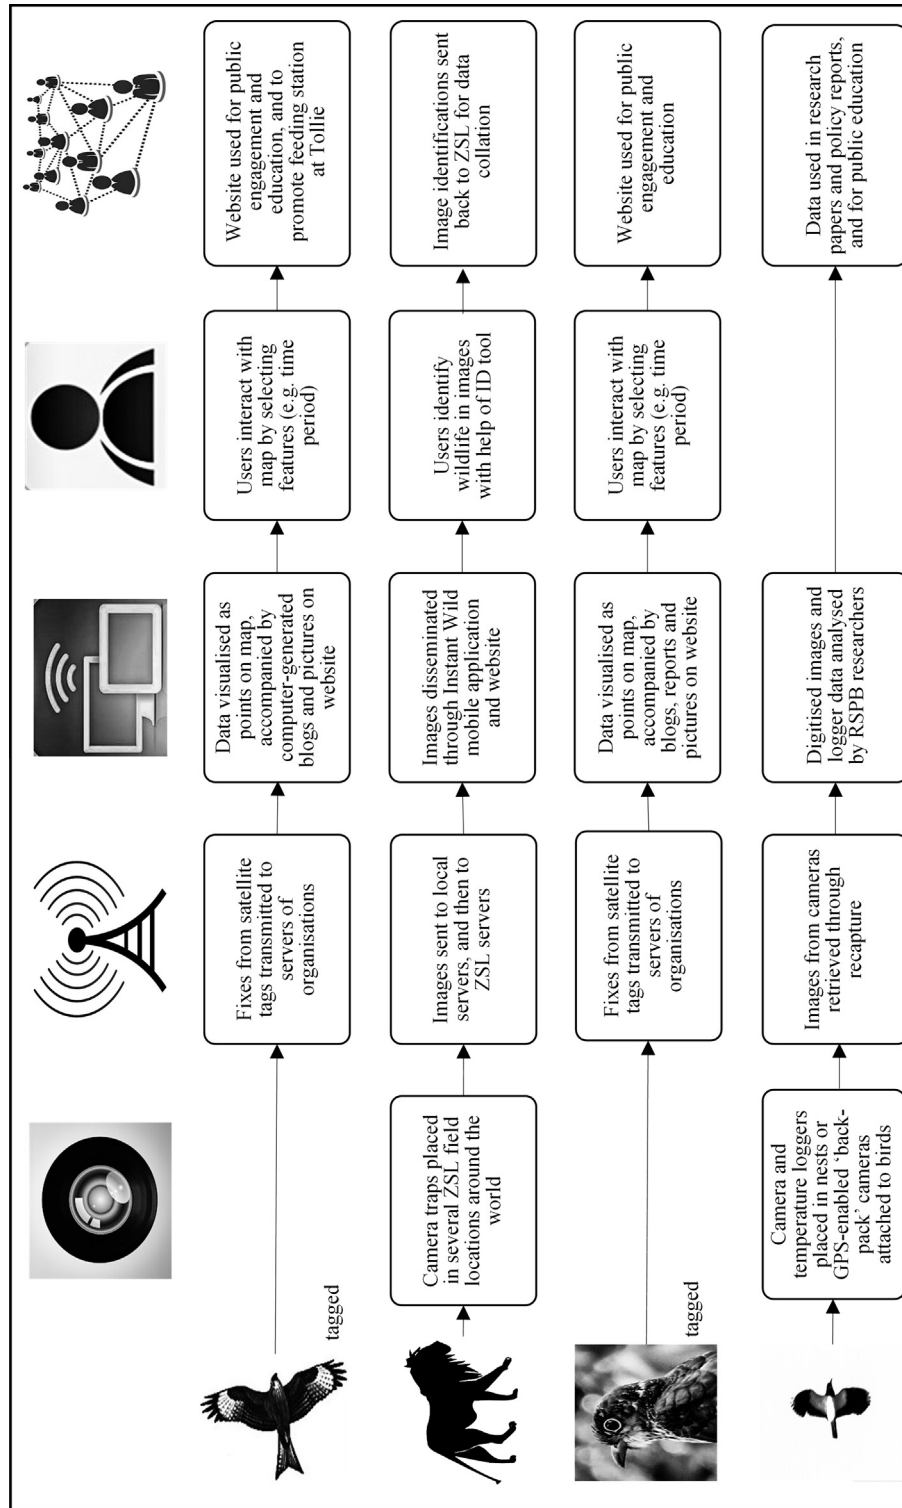 tagged
Fixes from satellite
tags transmitted to
servers of
organisations
Data visualised as
points on map,
accompanied by
computer-generated
blogs and pictures on
website
Users interact with
map by selecting
features (e.g. time
period)
Website used for public
engagement and
education, and to
promote feeding station
at Tollie
Camera traps placed
in several ZSL field
locations around the
world
Images sent to local
servers, and then to
ZSL servers
Images disseminated
through Instant Wild
mobile application
and website
Users identify
wildlife in images
with help of ID tool
Image identifications sent
back to ZSL for data
collation
tagged
Fixes from satellite
tags transmitted to
servers of
organisations
Data visualised as
points on map,
accompanied by
blogs, reports and
pictures on website
Users interact with
map by selecting
features (e.g. time
period)
Website used for public
engagement and
education
Camera and
temperature loggers
placed in nests or
GPS-enabled ‘back-
pack’ cameras
attached to birds
Images from cameras
retrieved through
recapture
Digitised images and
logger data analysed
by RSPB researchers
Data used in research
papers and policy reports,
and for public education